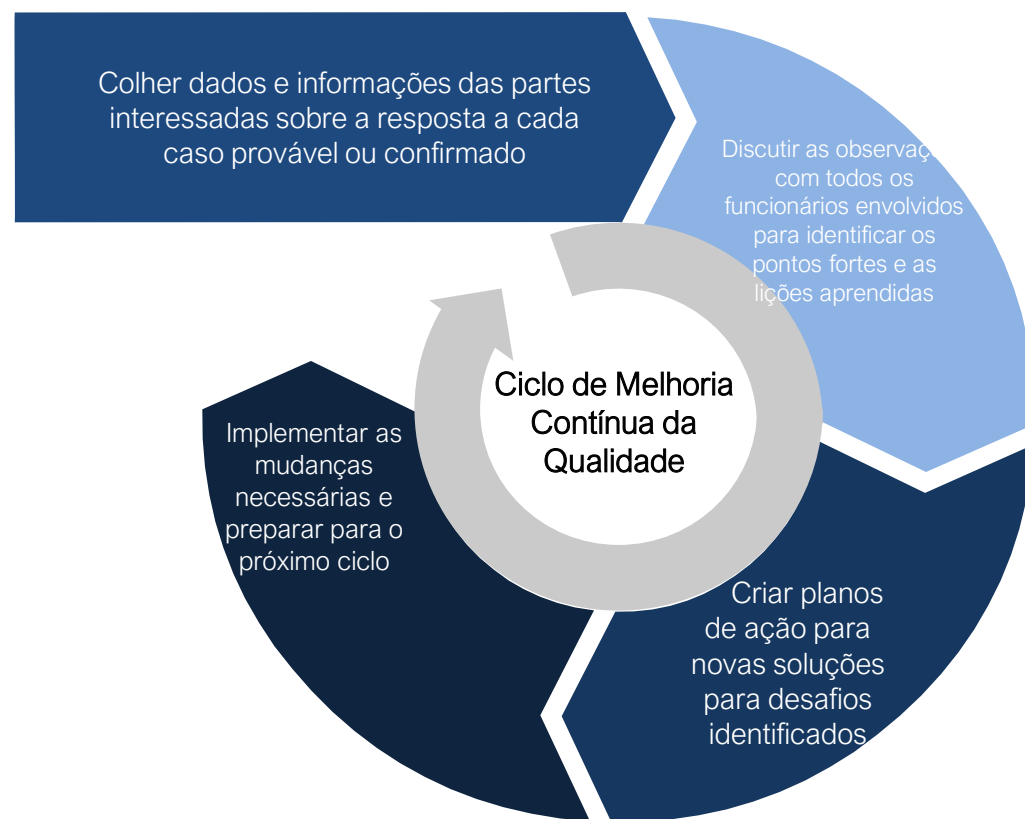 Colher dados e informações das partes
interessadas sobre a resposta a cada
caso provável ou confirmado
Discutir as observaçõ
com todos os
funcionários envolvidos
para identificar os
pontos fortes e as
lições aprendidas
Criar planos
de ação para
novas soluções
para desafios
identificados
Implementar as
mudanças
necessárias e
preparar para o
próximo ciclo
Ciclo de Melhoria
Contínua da
Qualidade